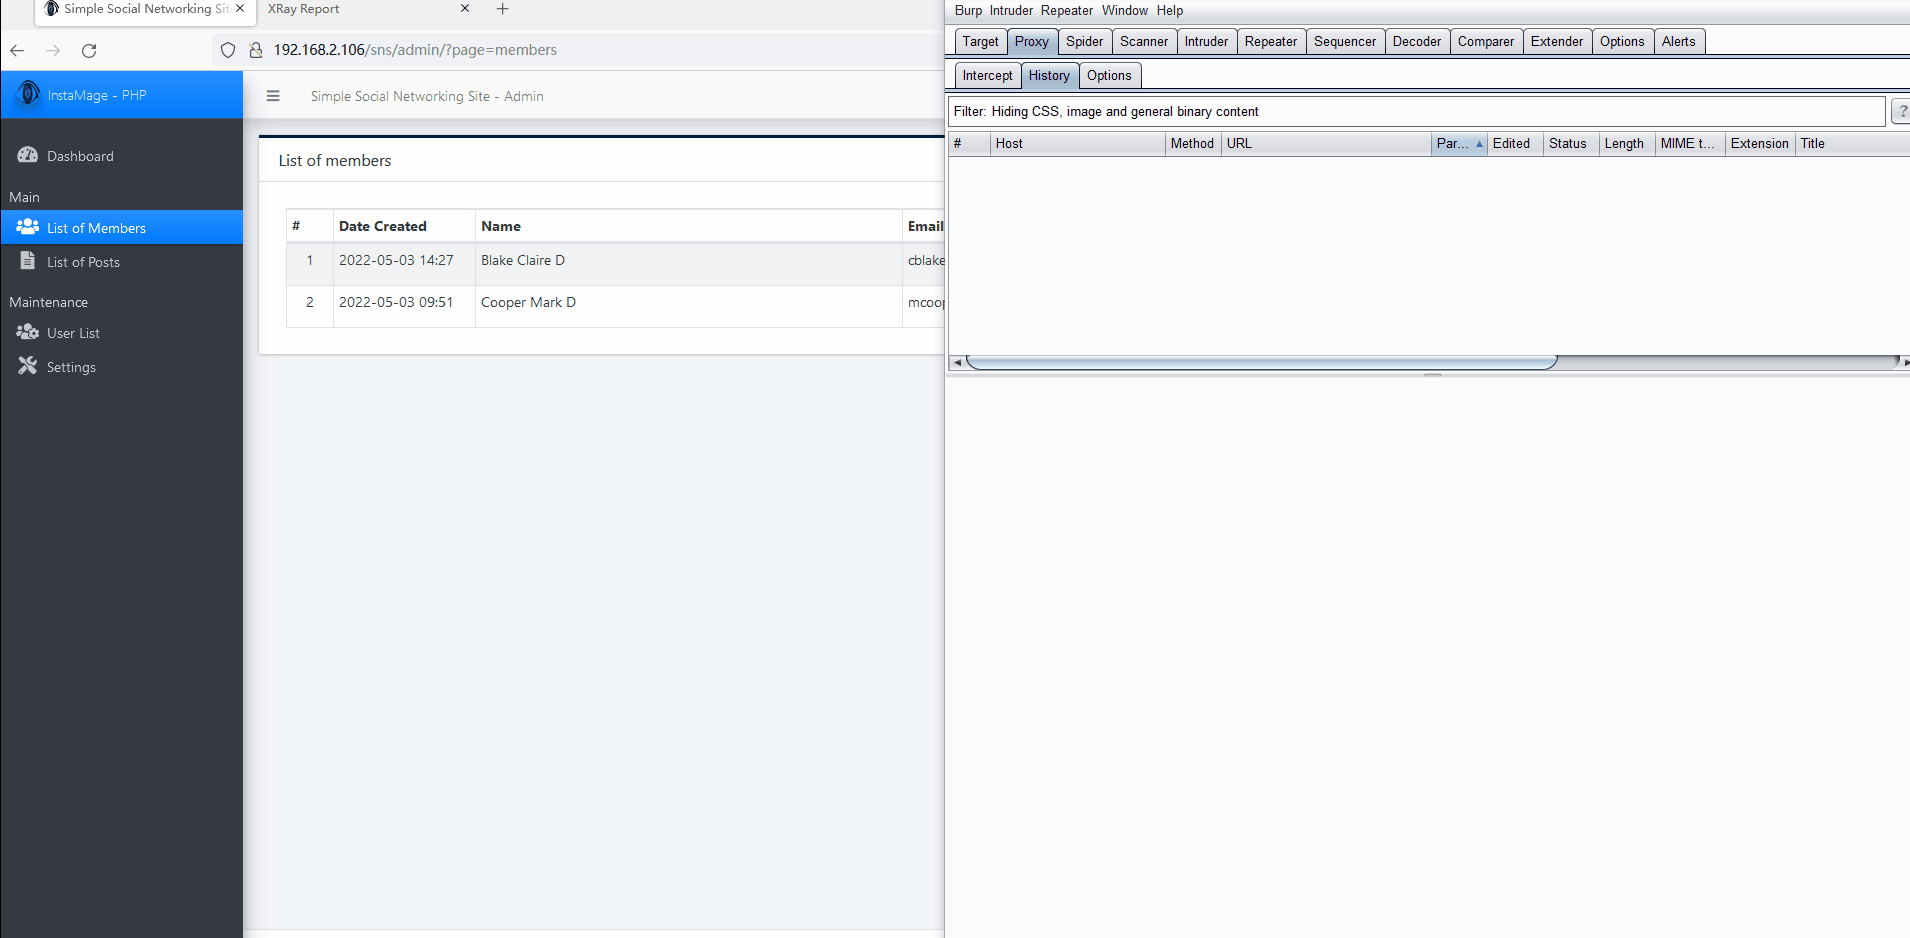 Simple Social Networking Sit
XRay Report
192.168.2.106/sns/admin/?page=members
InstaMage - PHP
Simple Social Networking Site - Admin
Dashboard
Main
List of Members
List of Posts
Maintenance
User List
Settings
List of members
# Date Created Name Email
1 2022-05-03 14:27 Blake Claire D cblake
2 2022-05-03 09:51 Cooper Mark D mcoop
Burp Intruder Repeater Window Help
Target Proxy Spider Scanner Intruder Repeater Sequencer Decoder Comparer Extender Options Alerts
Intercept History Options
Filter: Hiding CSS, image and general binary content
?
# Host Method URL Par... Edited Status Length MIME t... Extension Title